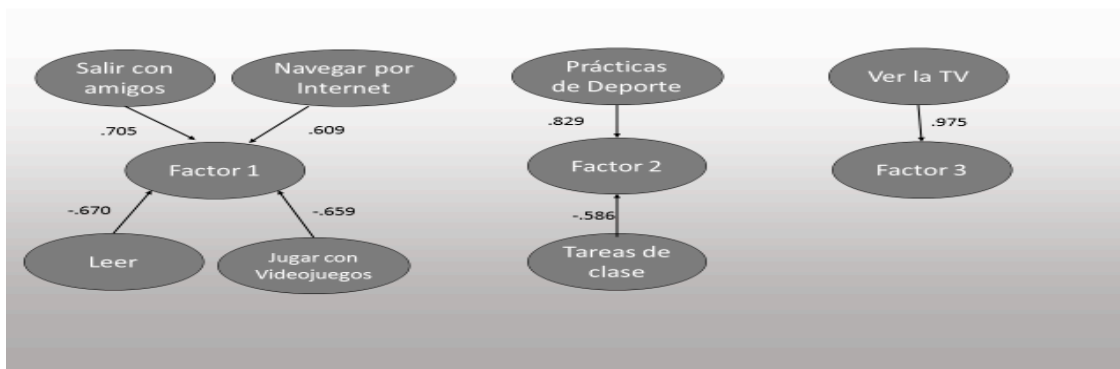 Salir con
amigos
Navegar por
Internet
Prácticas
de Deporte
Ver la TV
.705
.609
.829
.975
Factor 1
Factor 2
Factor 3
-.670
-.659
-.586
Leer
Jugar con
Videojuegos
Tareas de
clase